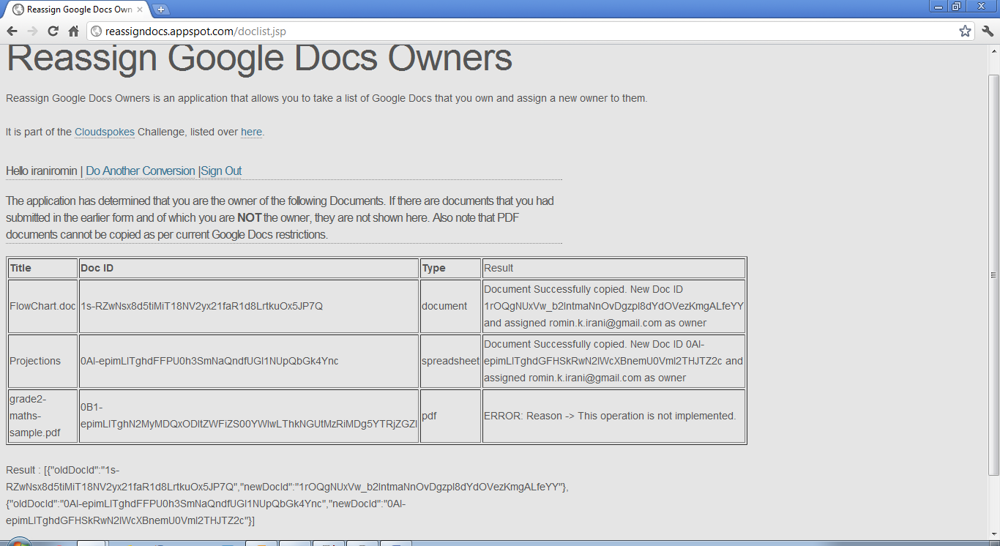 Reassign Google Docs Own
reassigndocs.appspot.com/doclist.jsp
Reassign Google Docs Owners
Reassign Google Docs Owners is an application that allows you to take a list of Google Docs that you own and assign a new owner to them.
It is part of the Cloudspokes Challenge, listed over here.
Hello iraniromin | Do Another Conversion |Sign Out
The application has determined that you are the owner of the following Documents. If there are documents that you had
submitted in the earlier form and of which you are NOT the owner, they are not shown here. Also note that PDF
documents cannot be copied as per current Google Docs restrictions.
Title Doc ID Type Result
FlowChart.doc 1s-RZwNsx8d5tiMiT18NV2yx21faR1d8LrtkuOx5JP7Q document
Document Successfully copied. New Doc ID
1rOQgNUxVw_b2IntmaNnOvDgzpl8dYdOVezKmgALfeYY
and assigned romin.k.irani@gmail.com as owner
Projections 0Al-epimLITghdFFPU0h3SmNaQndfUGI1NUpQbGk4Ync spreadsheet
Document Successfully copied. New Doc ID 0Al-
epimLITghdGFHSkRwN2lWcXBnemU0Vml2THJTZ2c and
assigned romin.k.irani@gmail.com as owner
grade2-
maths-
sample.pdf
0B1-
epimLITghN2MyMDQxODltZWFiZS00YWIwLThkNGUtMzRiMDg5YTRjZGZl
pdf
ERROR: Reason -> This operation is not implemented.
Result : [{"oldDocId":"1s-
RZwNsx8d5tiMiT18NV2yx21faR1d8LrtkuOx5JP7Q","newDocId":"1rOQgNUxVw_b2IntmaNnOvDgzpl8dYdOVezKmgALfeYY"},
{"oldDocId":"0Al-epimLITghdFFPU0h3SmNaQndfUGI1NUpQbGk4Ync","newDocId":"0Al-
epimLITghdGFHSkRwN2lWcXBnemU0Vml2THJTZ2c"}]